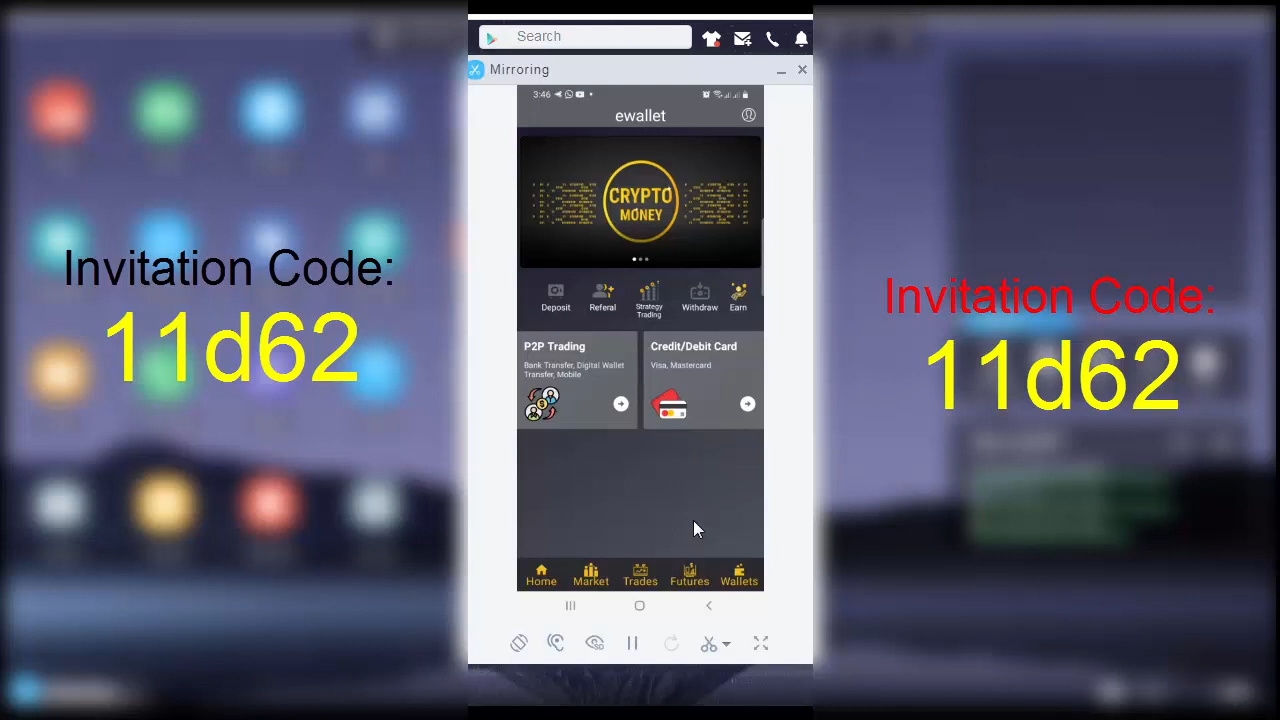 Search
Mirroring
3:46
ewallet
CRYPTO
MONEY
Deposit
Referal
Strategy
Trading
Withdraw
Earn
P2P Trading
Bank Transfer, Digital Wallet
Transfer, Mobile
Credit/Debit Card
Visa, Mastercard
Home
Market
Trades
Futures
Wallets
SD
Invitation Code:
11d62
Invitation Code:
11d62